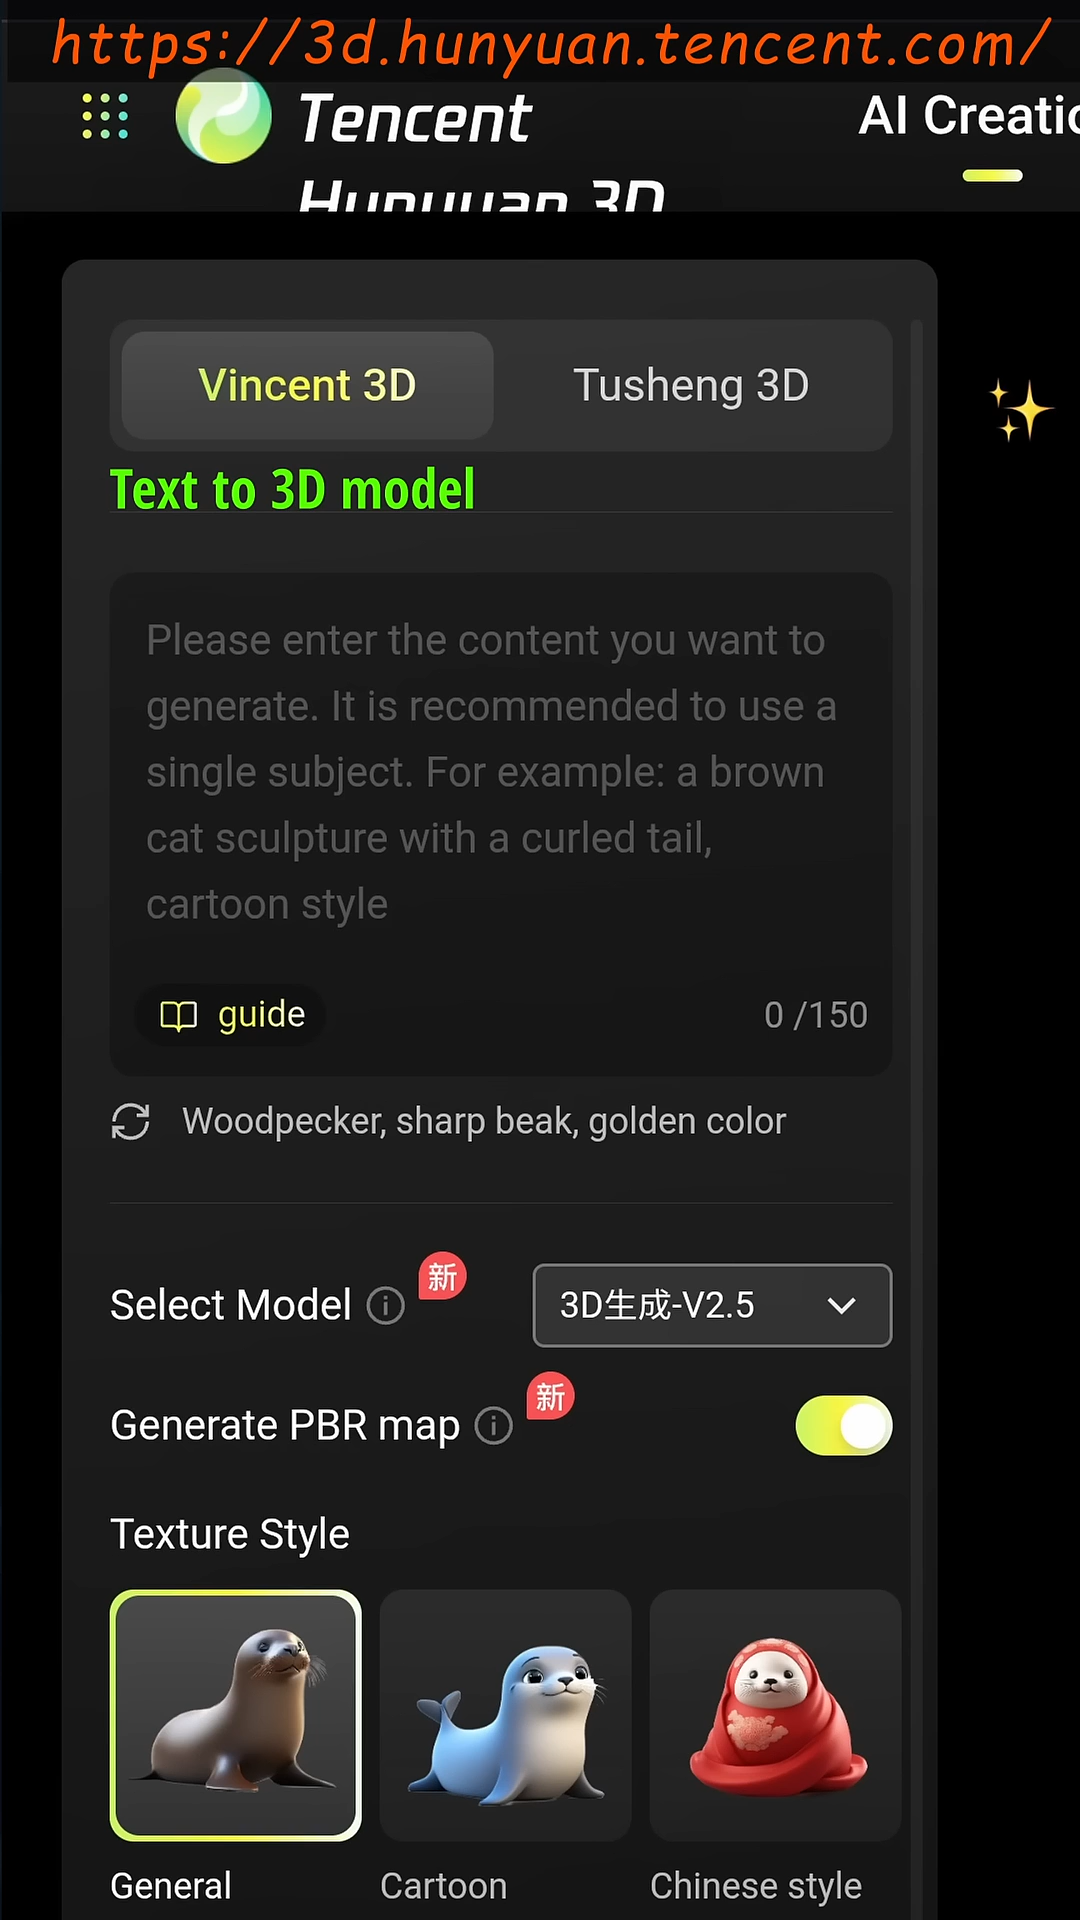 https://3d.hunyuan.tencent.com/
Tencent
Hunyuan 3D
AI Creatio
Vincent 3D
Tusheng 3D
Text to 3D model
Please enter the content you want to
generate. It is recommended to use a
single subject. For example: a brown
cat sculpture with a curled tail,
cartoon style
guide
0 /150
Woodpecker, sharp beak, golden color
Select Model
新
3D生成-V2.5
Generate PBR map
新
Texture Style
General
Cartoon
Chinese style